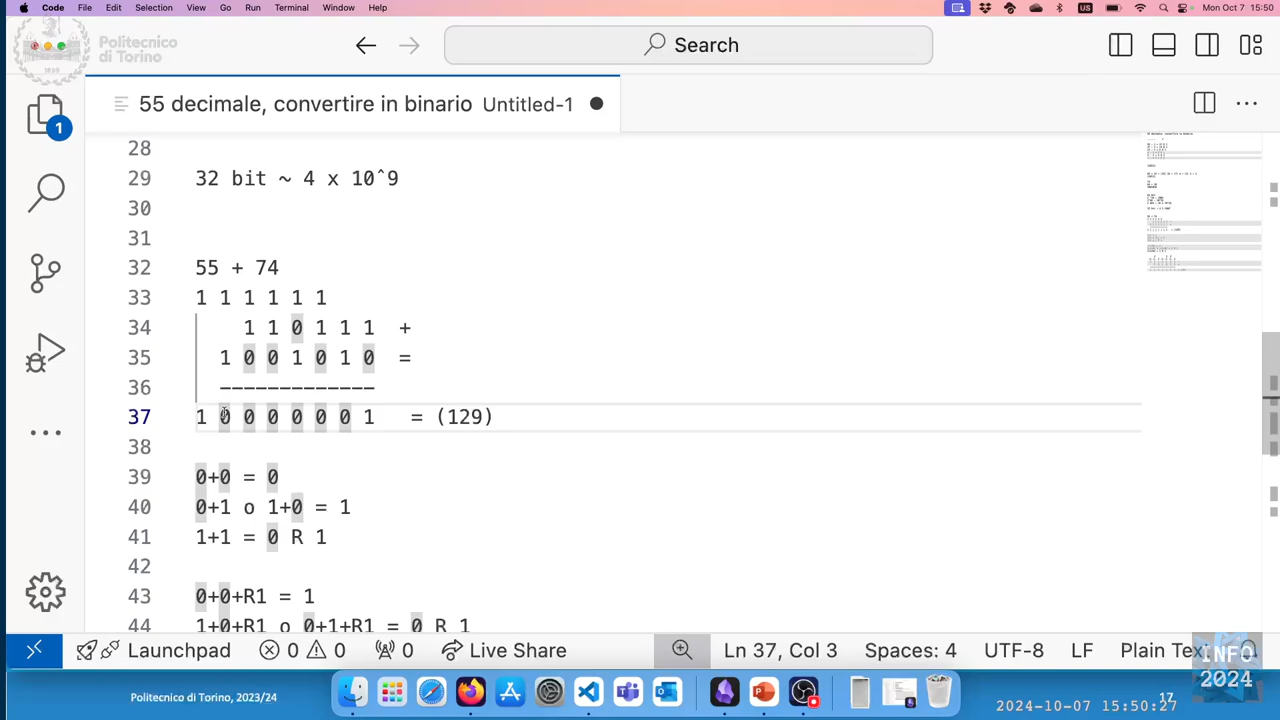 Code File Edit Selection View Go Run Terminal Window Help US Mon Oct 7 15:50
Politecnico
di Torino
Search
55 decimale, convertire in binario Untitled-1
1
28
29 32 bit ~ 4 x 10^9
30
31
32 55 + 74
33 1 1 1 1 1 1
34 1 1 0 1 1 1 +
35 1 0 0 1 0 1 0 =
36 -------------
37 1 0 0 0 0 0 0 1 = (129)
38
39 0+0 = 0
40 0+1 o 1+0 = 1
41 1+1 = 0 R 1
42
43 0+0+R1 = 1
44 1+0+R1 o 0+1+R1 = 0 R 1
Launchpad 0 0 0 Live Share Ln 37, Col 3 Spaces: 4 UTF-8 LF Plain Text
INFO
2024
Politecnico di Torino, 2023/24
17
2024-10-07 15:50:27